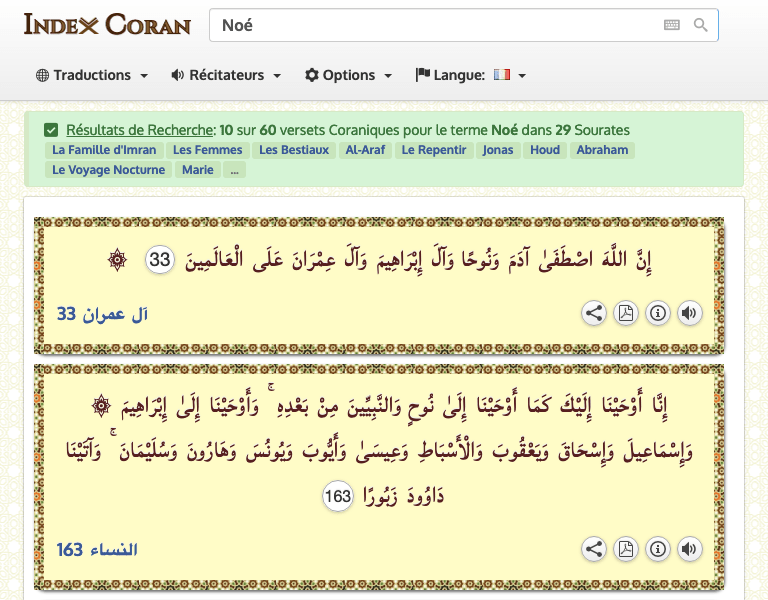 INDEX CORAN
Noé
Traductions
Récitateurs
Options
Langue:
Résultats de Recherche: 10 sur 60 versets Coraniques pour le terme Noé dans 29 Sourates
La Famille d'Imran Les Femmes Les Bestiaux Al-Araf Le Repentir Jonas Houd Abraham
Le Voyage Nocturne Marie ...
إِنَّ اللَّهَ اصْطَفَىٰ آدَمَ وَنُوحًا وَآلَ إِبْرَاهِيمَ وَآلَ عِمْرَانَ عَلَى الْعَالَمِينَ 33 ۞
آل عمران 33
إِنَّا أَوْحَيْنَا إِلَيْكَ كَمَا أَوْحَيْنَا إِلَىٰ نُوحٍ وَالنَّبِيِّينَ مِنْ بَعْدِهِ ۚ وَأَوْحَيْنَا إِلَىٰ إِبْرَاهِيمَ ۞
وَإِسْمَاعِيلَ وَإِسْحَاقَ وَيَعْقُوبَ وَالْأَسْبَاطِ وَعِيسَىٰ وَأَيُّوبَ وَيُونُسَ وَهَارُونَ وَسُلَيْمَانَ ۚ وَآتَيْنَا
دَاوُودَ زَبُورًا 163
النساء 163